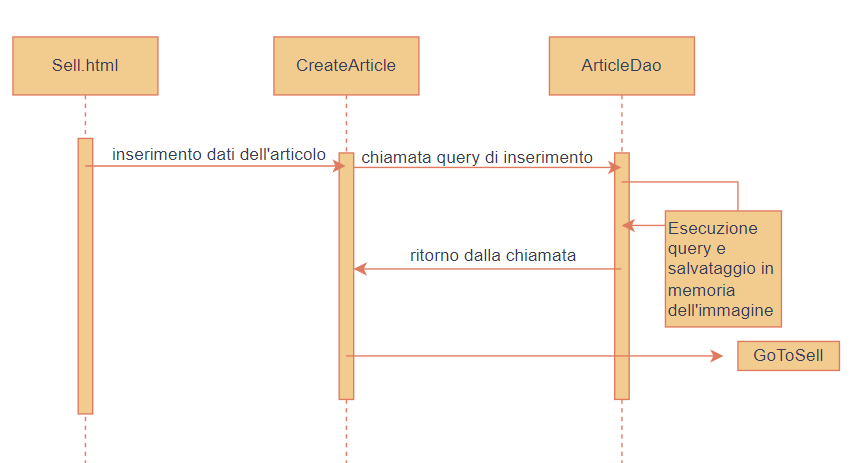 Sell.html
CreateArticle
ArticleDao
inserimento dati dell'articolo
chiamata query di inserimento
Esecuzione
query e
salvataggio in
memoria
dell'immagine
ritorno dalla chiamata
GoToSell